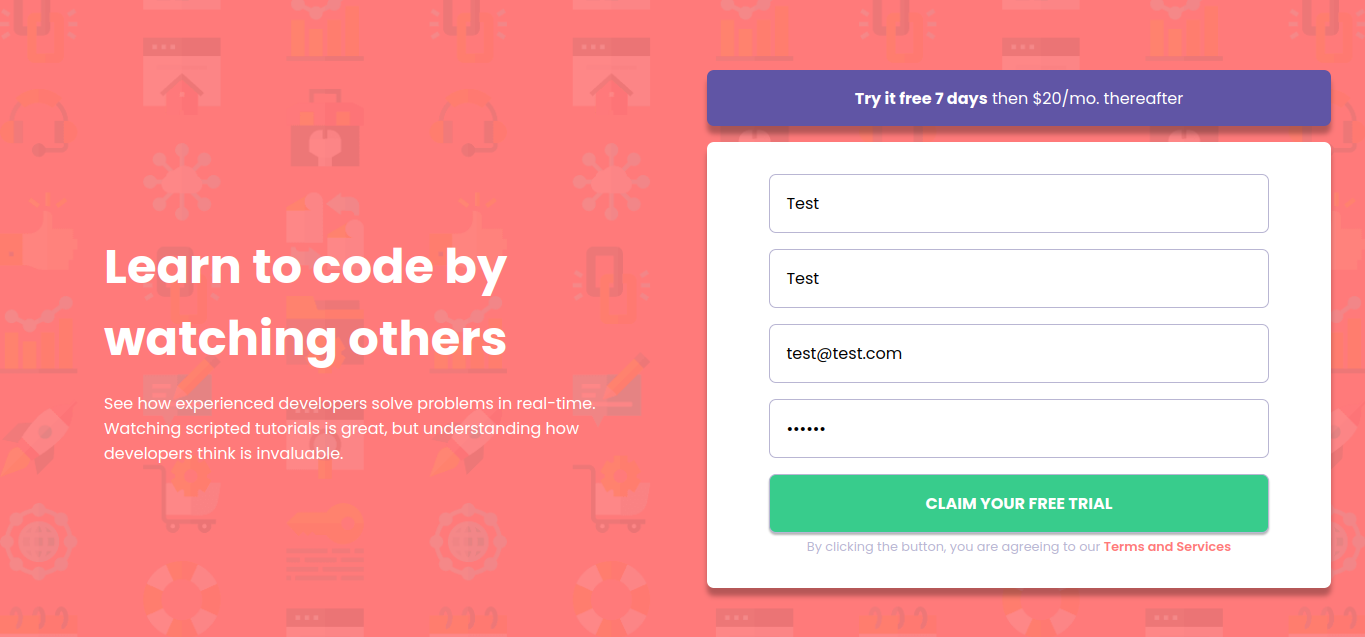 Learn to code by
watching others
See how experienced developers solve problems in real-time.
Watching scripted tutorials is great, but understanding how
developers think is invaluable.
Try it free 7 days then $20/mo. thereafter
Test
Test
test@test.com
••••••
CLAIM YOUR FREE TRIAL
By clicking the button, you are agreeing to our Terms and Services